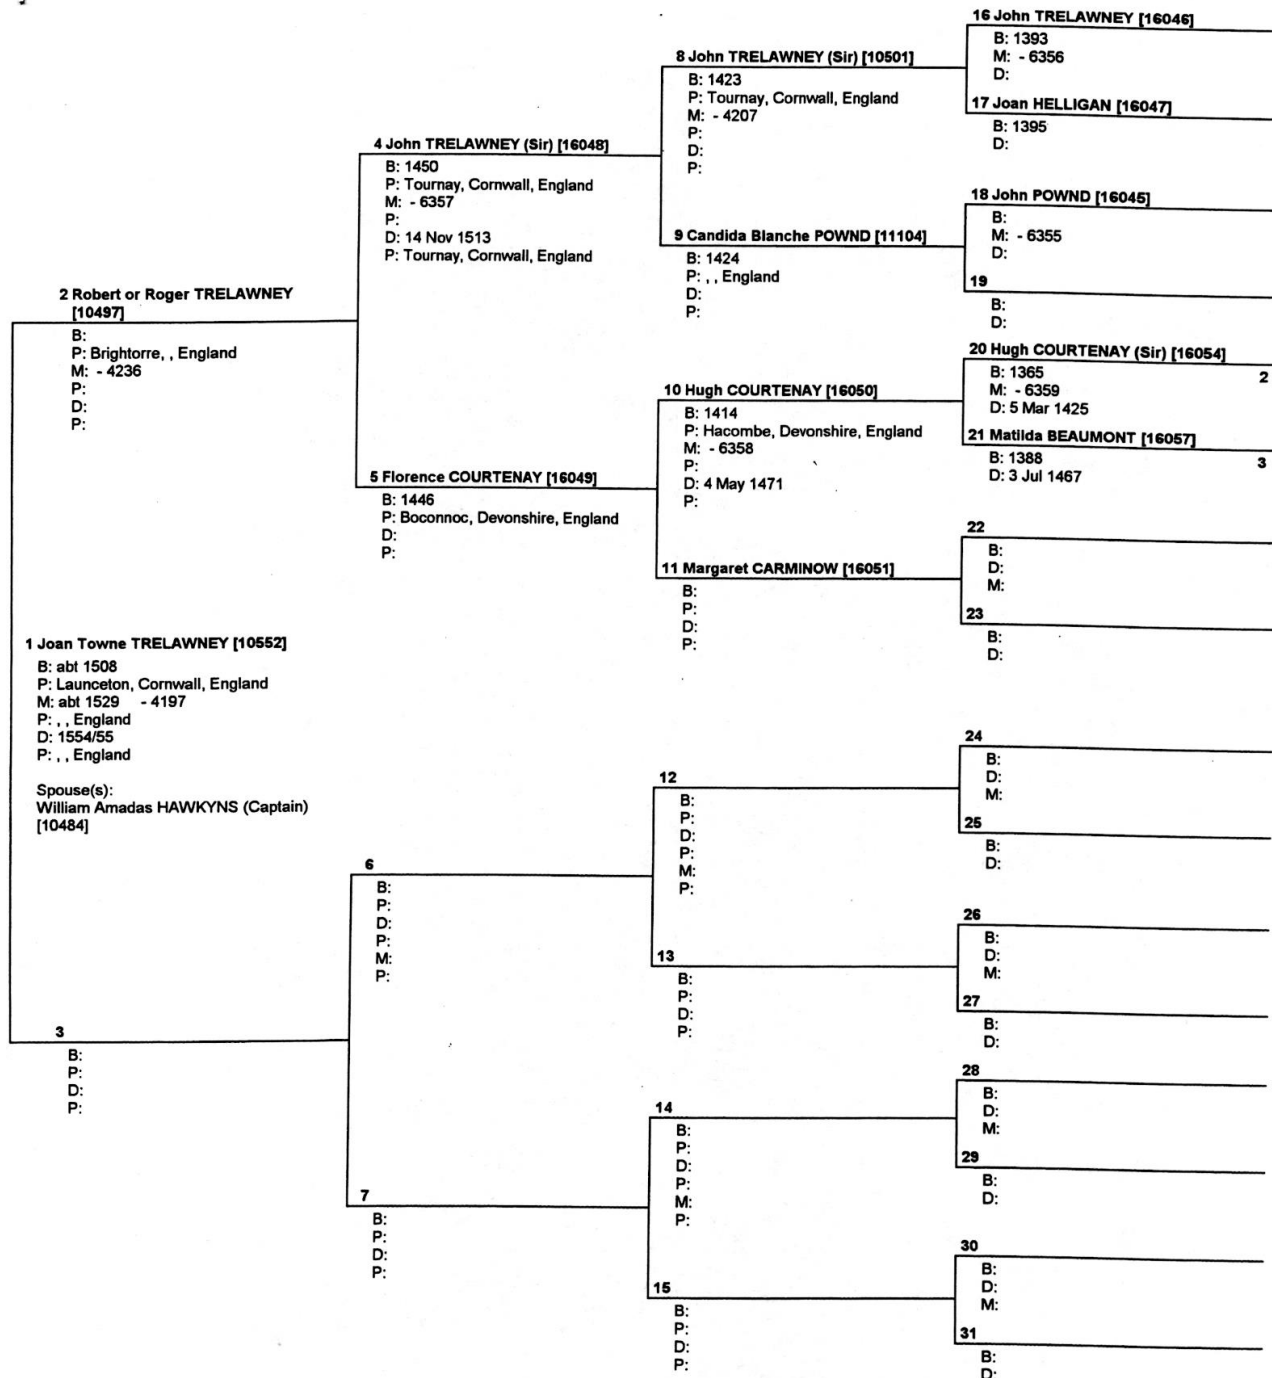 16 John TRELAWNEY [16046]
B: 1393
M: - 6356
D:
8 John TRELAWNEY (Sir) [10501]
B: 1423
P: Tournay, Cornwall, England
M: - 4207
P:
D:
P:
17 Joan HELLIGAN [16047]
B: 1395
D:
4 John TRELAWNEY (Sir) [16048]
B: 1450
P: Tournay, Cornwall, England
M: - 6357
P:
D: 14 Nov 1513
P: Tournay, Cornwall, England
18 John POWND [16045]
B:
M: - 6355
D:
9 Candida Blanche POWND [11104]
B: 1424
P: , , England
D:
P:
19
B:
D:
2 Robert or Roger TRELAWNEY
[10497]
B:
P: Brightorre, , England
M: - 4236
P:
D:
P:
20 Hugh COURTENAY (Sir) [16054]
B: 1365
M: - 6359
D: 5 Mar 1425
2
10 Hugh COURTENAY [16050]
B: 1414
P: Hacombe, Devonshire, England
M: - 6358
P:
D: 4 May 1471
P:
21 Matilda BEAUMONT [16057]
B: 1388
D: 3 Jul 1467
3
5 Florence COURTENAY [16049]
B: 1446
P: Boconnoc, Devonshire, England
D:
P:
22
B:
D:
M:
11 Margaret CARMINOW [16051]
B:
P:
D:
P:
23
B:
D:
1 Joan Towne TRELAWNEY [10552]
B: abt 1508
P: Launceton, Cornwall, England
M: abt 1529 - 4197
P: , , England
D: 1554/55
P: , , England
Spouse(s):
William Amadas HAWKYNS (Captain)
[10484]
24
B:
D:
M:
12
B:
P:
D:
P:
M:
P:
25
B:
D:
6
B:
P:
D:
P:
M:
P:
26
B:
D:
M:
13
B:
P:
D:
P:
27
B:
D:
3
B:
P:
D:
P:
28
B:
D:
M:
14
B:
P:
D:
P:
M:
P:
29
B:
D:
7
B:
P:
D:
P:
30
B:
D:
M:
15
B:
P:
D:
P:
31
B:
D: